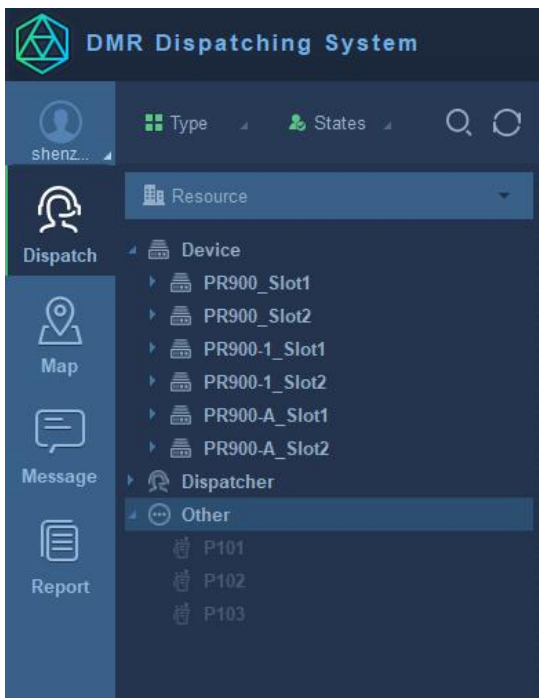 DMR Dispatching System
shenz...
Type
States
Resource
Dispatch
Device
PR900_Slot1
PR900_Slot2
PR900-1_Slot1
Map
PR900-1_Slot2
PR900-A_Slot1
PR900-A_Slot2
Message
Dispatcher
Other
P101
P102
Report
P103